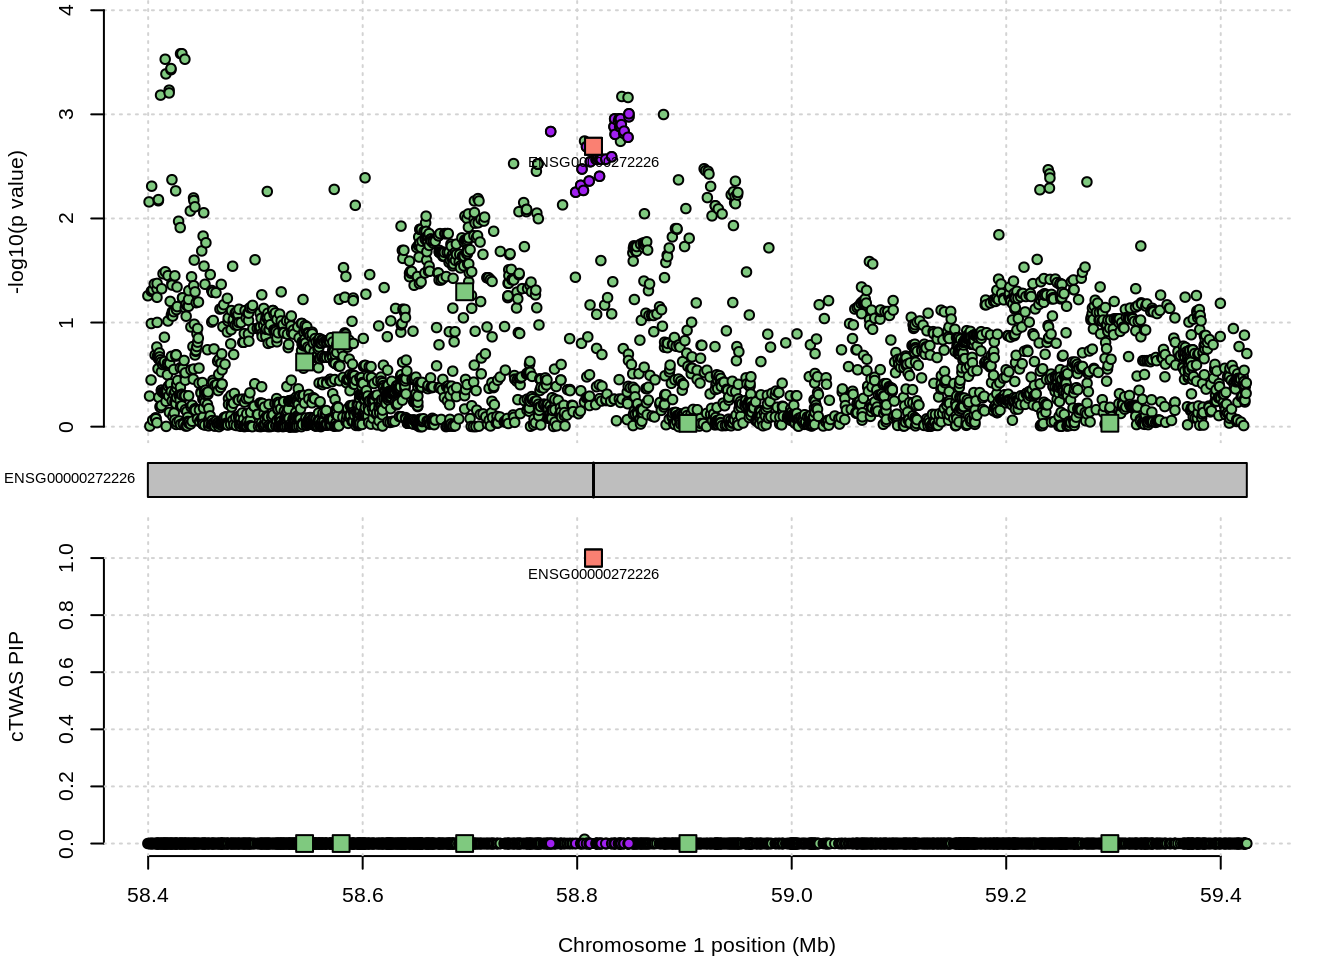 4
3
2
1
0
-log10(p value)
ENSG00000272226
ENSG00000272226
1.0
0.8
0.6
0.4
0.2
0.0
cTWAS PIP
ENSG00000272226
58.4 58.6 58.8 59.0 59.2 59.4
Chromosome 1 position (Mb)